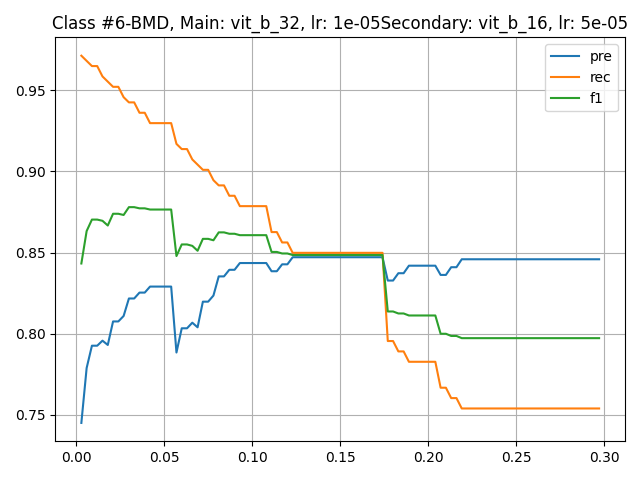 Class #6-BMD, Main: vit_b_32, lr: 1e-05Secondary: vit_b_16, lr: 5e-05
pre
rec
f1
0.95
0.90
0.85
0.80
0.75
0.00 0.05 0.10 0.15 0.20 0.25 0.30